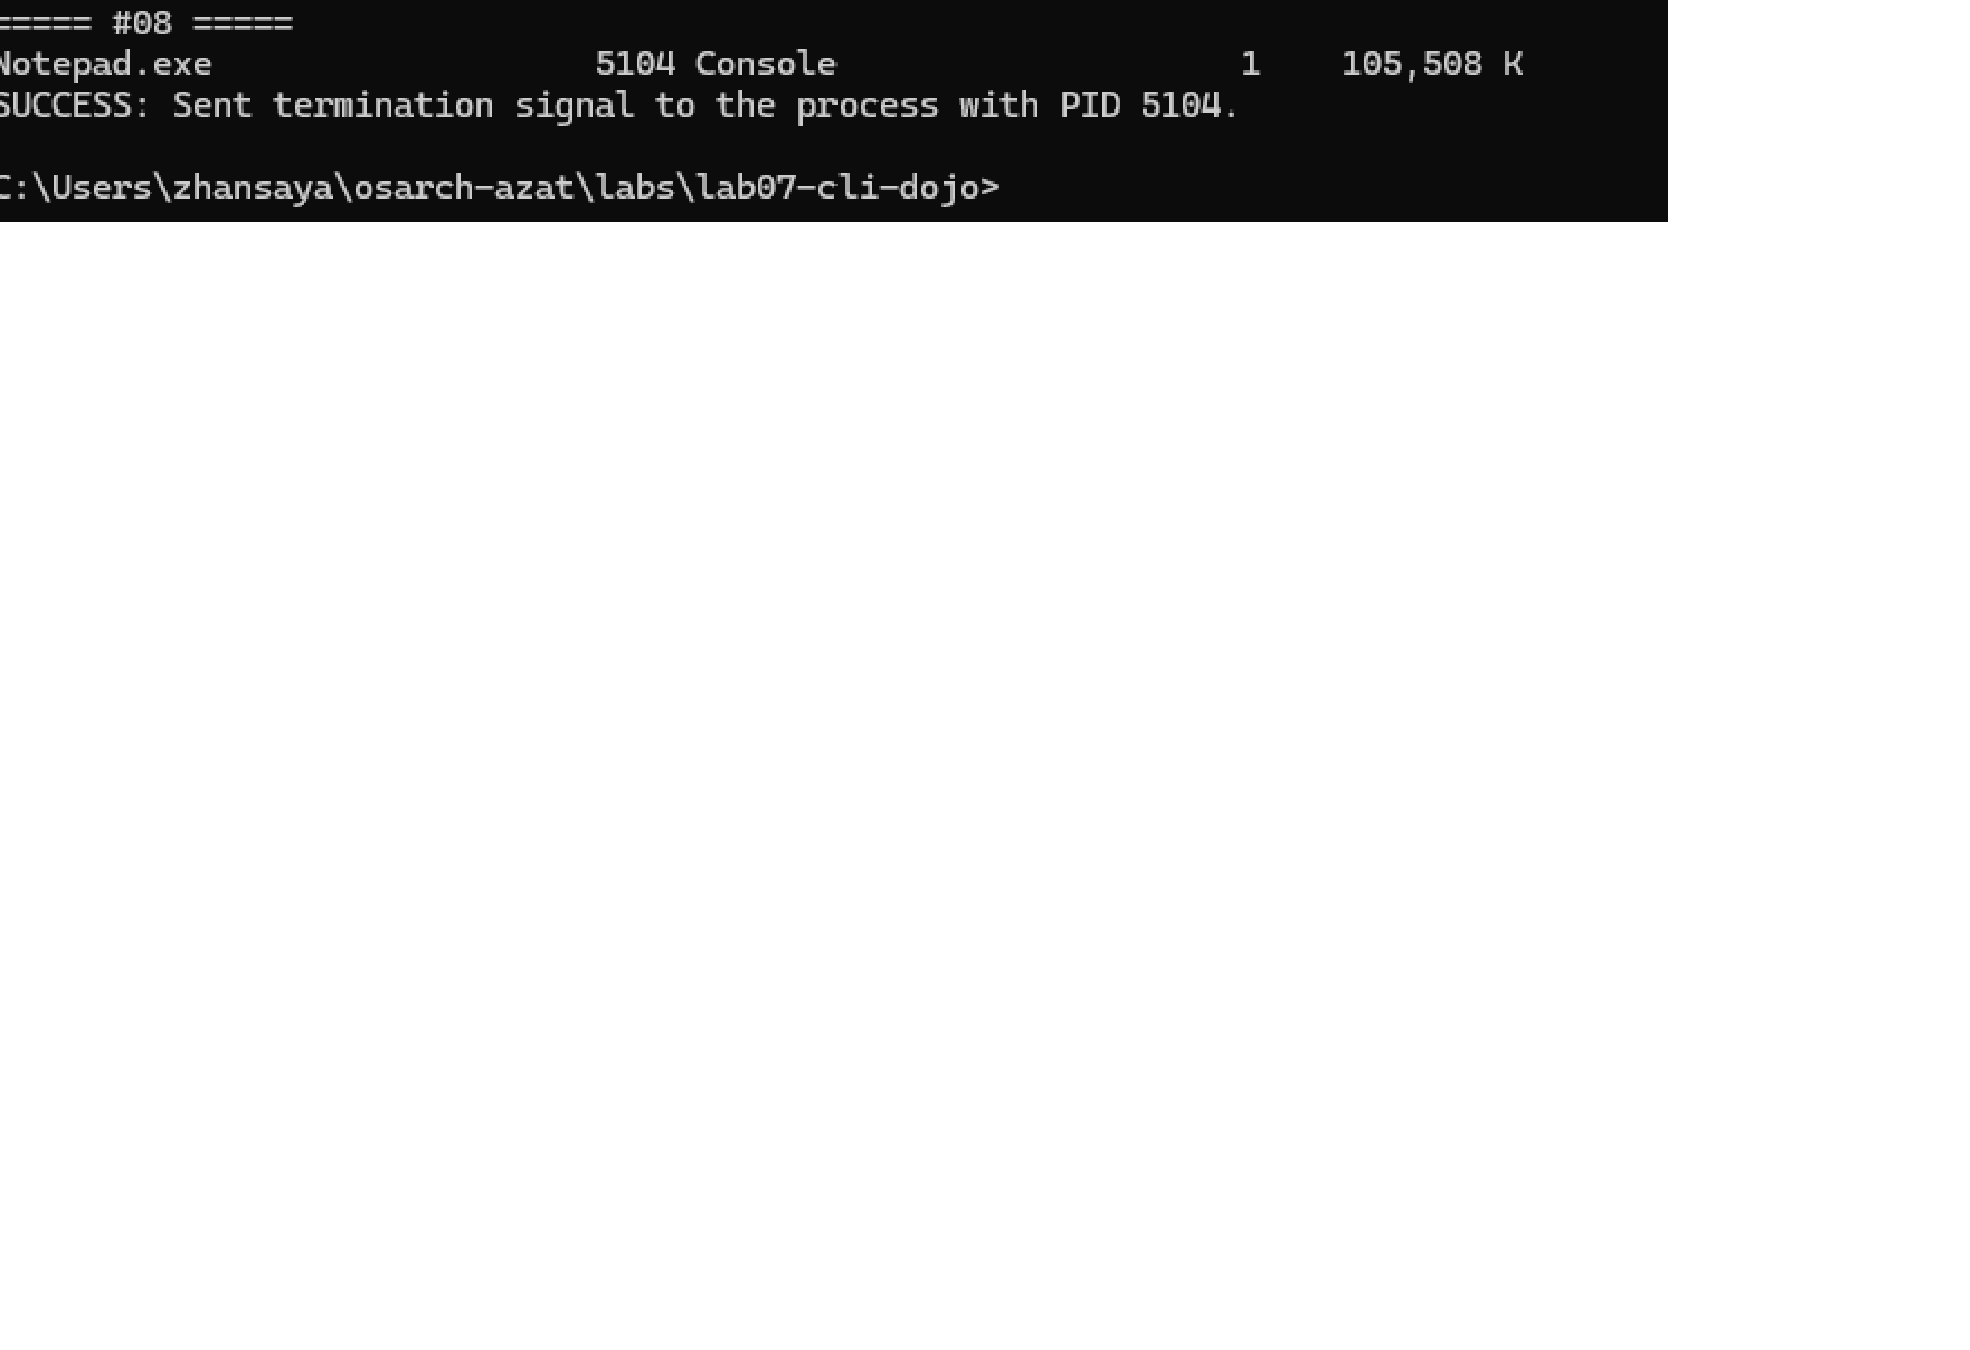 ===== #08 =====
Notepad.exe                   5104 Console                    1    105,508 K
SUCCESS: Sent termination signal to the process with PID 5104.
C:\Users\zhansaya\osarch-azat\labs\lab07-cli-dojo>